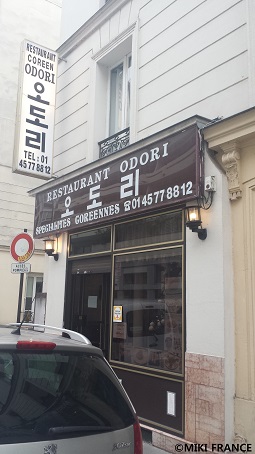 RESTAURANT
COREEN
ODORI
오도리
TEL: 01
45 77 88 12
RESTAURANT ODORI
오도리
SPECIALITES COREENNES ☎01 45 77 88 12
©MIKI FRANCE